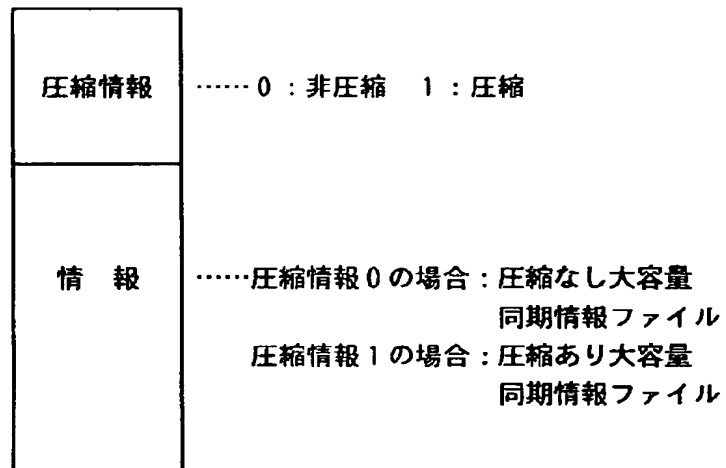 圧縮情報 ……0：非圧縮　1：圧縮
情　報 ……圧縮情報0の場合：圧縮なし大容量
同期情報ファイル
圧縮情報1の場合：圧縮あり大容量
同期情報ファイル